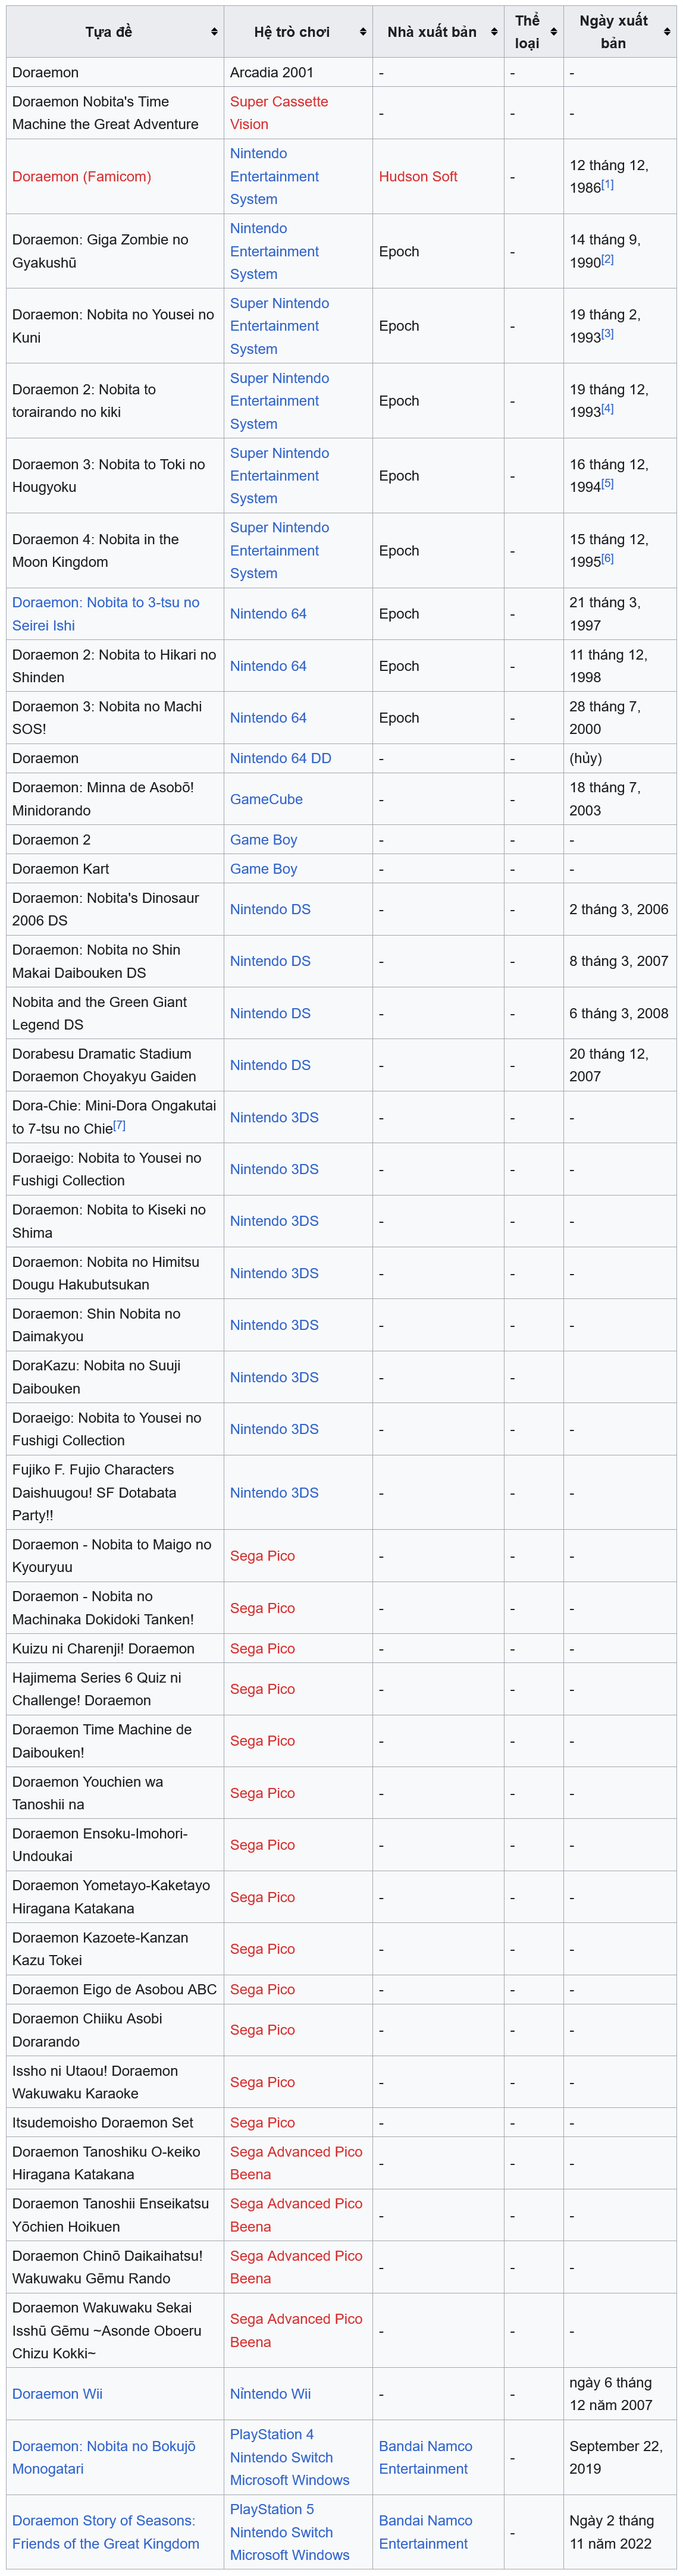 Tựa đề
Hệ trò chơi
Nhà xuất bản
Thể
loại
Ngày xuất
bản
Doraemon
Arcadia 2001
-
-
-
Doraemon Nobita's Time
Machine the Great Adventure
Super Cassette
Vision
-
-
-
Doraemon (Famicom)
Nintendo
Entertainment
System
Hudson Soft
-
12 tháng 12,
1986[1]
Doraemon: Giga Zombie no
Gyakushū
Nintendo
Entertainment
System
Epoch
-
14 tháng 9,
1990[2]
Doraemon: Nobita no Yousei no
Kuni
Super Nintendo
Entertainment
System
Epoch
-
19 tháng 2,
1993[3]
Doraemon 2: Nobita to
torairando no kiki
Super Nintendo
Entertainment
System
Epoch
-
19 tháng 12,
1993[4]
Doraemon 3: Nobita to Toki no
Hougyoku
Super Nintendo
Entertainment
System
Epoch
-
16 tháng 12,
1994[5]
Doraemon 4: Nobita in the
Moon Kingdom
Super Nintendo
Entertainment
System
Epoch
-
15 tháng 12,
1995[6]
Doraemon: Nobita to 3-tsu no
Seirei Ishi
Nintendo 64
Epoch
-
21 tháng 3,
1997
Doraemon 2: Nobita to Hikari no
Shinden
Nintendo 64
Epoch
-
11 tháng 12,
1998
Doraemon 3: Nobita no Machi
SOS!
Nintendo 64
Epoch
-
28 tháng 7,
2000
Doraemon
Nintendo 64 DD
-
-
(hủy)
Doraemon: Minna de Asobō!
Minidorando
GameCube
-
-
18 tháng 7,
2003
Doraemon 2
Game Boy
-
-
-
Doraemon Kart
Game Boy
-
-
-
Doraemon: Nobita's Dinosaur
2006 DS
Nintendo DS
-
-
2 tháng 3, 2006
Doraemon: Nobita no Shin
Makai Daibouken DS
Nintendo DS
-
-
8 tháng 3, 2007
Nobita and the Green Giant
Legend DS
Nintendo DS
-
-
6 tháng 3, 2008
Dorabesu Dramatic Stadium
Doraemon Choyakyu Gaiden
Nintendo DS
-
-
20 tháng 12,
2007
Dora-Chie: Mini-Dora Ongakutai
to 7-tsu no Chie[7]
Nintendo 3DS
-
-
-
Doraeigo: Nobita to Yousei no
Fushigi Collection
Nintendo 3DS
-
-
-
Doraemon: Nobita to Kiseki no
Shima
Nintendo 3DS
-
-
-
Doraemon: Nobita no Himitsu
Dougu Hakubutsukan
Nintendo 3DS
-
-
-
Doraemon: Shin Nobita no
Daimakyou
Nintendo 3DS
-
-
-
DoraKazu: Nobita no Suuji
Daibouken
Nintendo 3DS
-
-
Doraeigo: Nobita to Yousei no
Fushigi Collection
Nintendo 3DS
-
-
-
Fujiko F. Fujio Characters
Daishuugou! SF Dotabata
Party!!
Nintendo 3DS
-
-
-
Doraemon - Nobita to Maigo no
Kyouryuu
Sega Pico
-
-
-
Doraemon - Nobita no
Machinaka Dokidoki Tanken!
Sega Pico
-
-
-
Kuizu ni Charenji! Doraemon
Sega Pico
-
-
-
Hajimema Series 6 Quiz ni
Challenge! Doraemon
Sega Pico
-
-
-
Doraemon Time Machine de
Daibouken!
Sega Pico
-
-
-
Doraemon Youchien wa
Tanoshii na
Sega Pico
-
-
-
Doraemon Ensoku-Imohori-
Undoukai
Sega Pico
-
-
-
Doraemon Yometayo-Kaketayo
Hiragana Katakana
Sega Pico
-
-
-
Doraemon Kazoete-Kanzan
Kazu Tokei
Sega Pico
-
-
-
Doraemon Eigo de Asobou ABC
Sega Pico
-
-
-
Doraemon Chiiku Asobi
Dorarando
Sega Pico
-
-
-
Issho ni Utaou! Doraemon
Wakuwaku Karaoke
Sega Pico
-
-
-
Itsudemoisho Doraemon Set
Sega Pico
-
-
-
Doraemon Tanoshiku O-keiko
Hiragana Katakana
Sega Advanced Pico
Beena
-
-
-
Doraemon Tanoshii Enseikatsu
Yōchien Hoikuen
Sega Advanced Pico
Beena
-
-
-
Doraemon Chinō Daikaihatsu!
Wakuwaku Gēmu Rando
Sega Advanced Pico
Beena
-
-
-
Doraemon Wakuwaku Sekai
Isshū Gēmu ~Asonde Oboeru
Chizu Kokki~
Sega Advanced Pico
Beena
-
-
-
Doraemon Wii
Nỉntendo Wii
-
-
ngày 6 tháng
12 năm 2007
Doraemon: Nobita no Bokujō
Monogatari
PlayStation 4
Nintendo Switch
Microsoft Windows
Bandai Namco
Entertainment
-
September 22,
2019
Doraemon Story of Seasons:
Friends of the Great Kingdom
PlayStation 5
Nintendo Switch
Microsoft Windows
Bandai Namco
Entertainment
-
Ngày 2 tháng
11 năm 2022